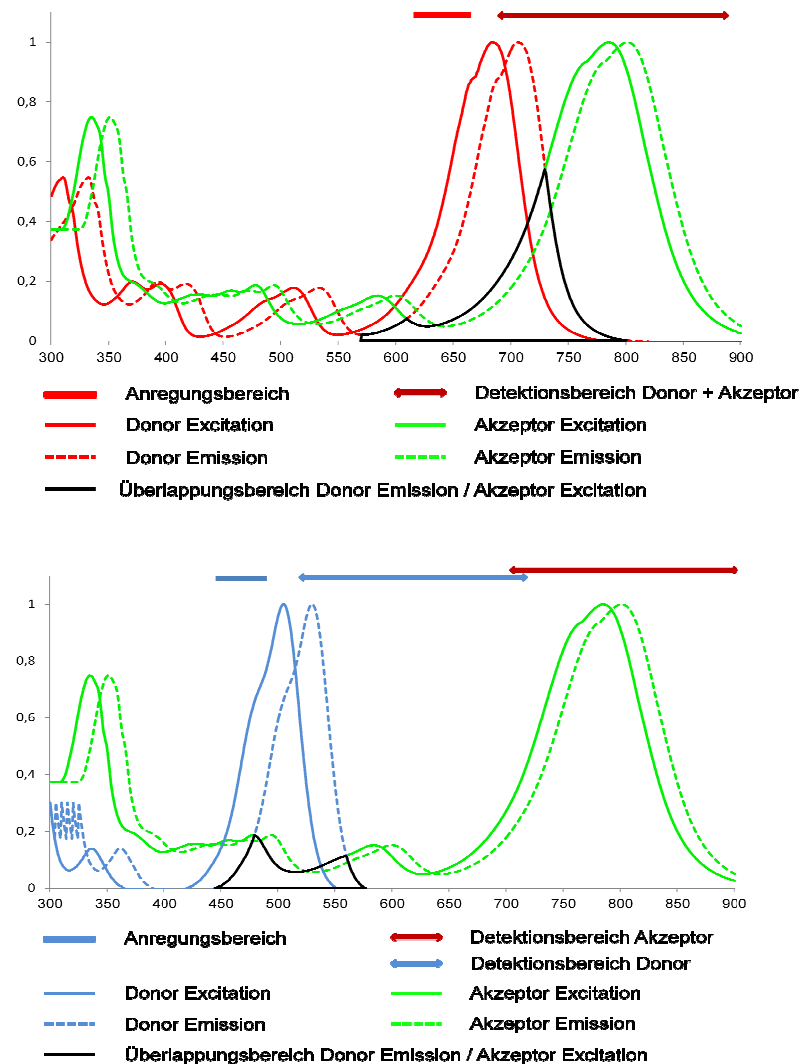 1
0,8
0,6
0,4
0,2
0
300 350 400 450 500 550 600 650 700 750 800 850 900
Anregungsbereich Detektionsbereich Donor + Akzeptor
Donor Excitation Akzeptor Excitation
Donor Emission Akzeptor Emission
Überlappungsbereich Donor Emission / Akzeptor Excitation
1
0,8
0,6
0,4
0,2
0
300 350 400 450 500 550 600 650 700 750 800 850 900
Anregungsbereich Detektionsbereich Akzeptor
Detektionsbereich Donor
Donor Excitation Akzeptor Excitation
Donor Emission Akzeptor Emission
Überlappungsbereich Donor Emission / Akzeptor Excitation